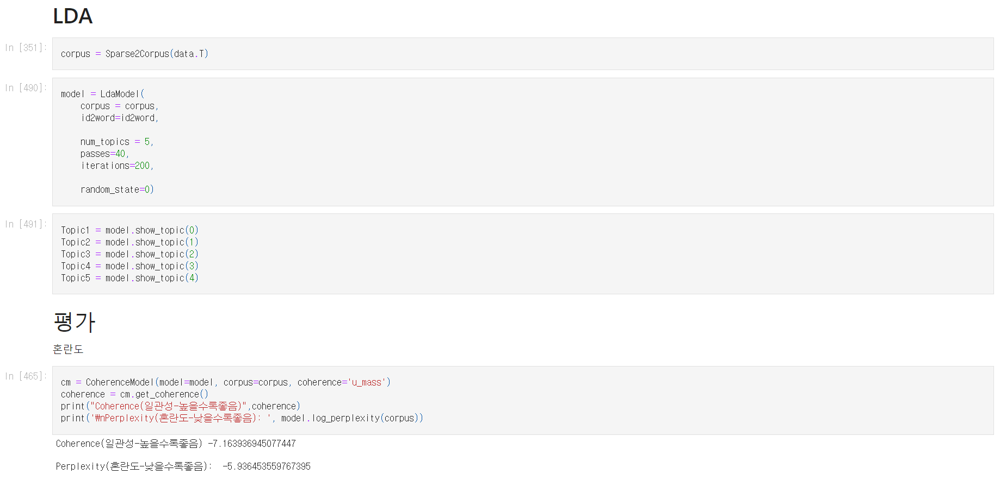 LDA
In [351]:
corpus = Sparse2Corpus(data.T)
In [490]:
model = LdaModel(
corpus = corpus,
id2word=id2word,
num_topics = 5,
passes=40,
iterations=200,
random_state=0)
In [491]:
Topic1 = model.show_topic(0)
Topic2 = model.show_topic(1)
Topic3 = model.show_topic(2)
Topic4 = model.show_topic(3)
Topic5 = model.show_topic(4)
평가
혼란도
In [465]:
cm = CoherenceModel(model=model, corpus=corpus, coherence='u_mass')
coherence = cm.get_coherence()
print("Coherence(일관성-높을수록좋음)",coherence)
print('₩nPerplexity(혼란도-낮을수록좋음): ', model.log_perplexity(corpus))
Coherence(일관성-높을수록좋음) -7.163936945077447
Perplexity(혼란도-낮을수록좋음):  -5.936453559767395